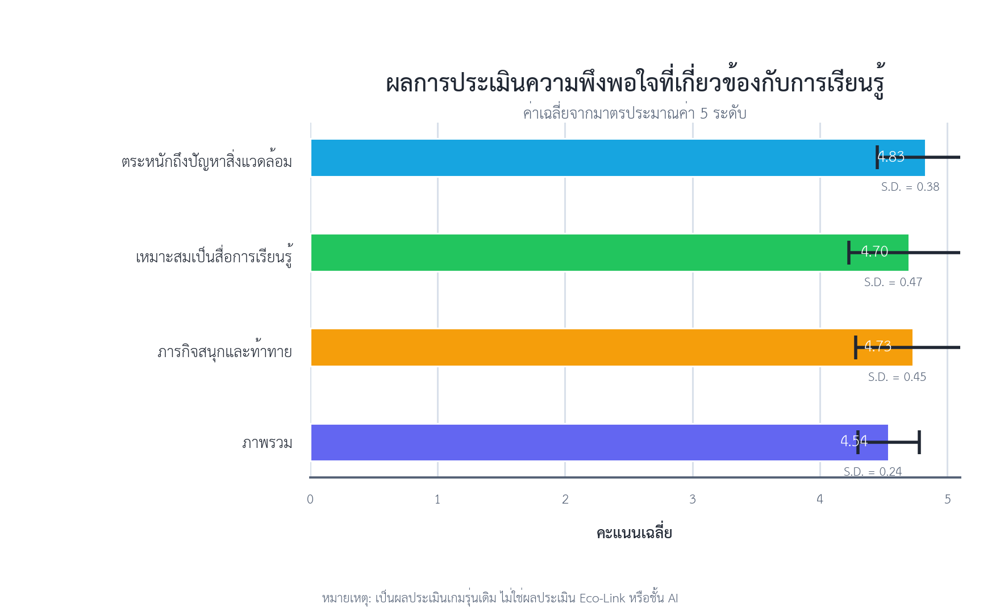 ผลการประเมินความพึงพอใจที่เกี่ยวข้องกับการเรียนรู้
ค่าเฉลี่ยจากมาตรประมาณค่า 5 ระดับ
ตระหนักถึงปัญหาสิ่งแวดล้อม
4.83
S.D. = 0.38
เหมาะสมเป็นสื่อการเรียนรู้
4.70
S.D. = 0.47
ภารกิจสนุกและท้าทาย
4.73
S.D. = 0.45
ภาพรวม
4.54
S.D. = 0.24
0 1 2 3 4 5
คะแนนเฉลี่ย
หมายเหตุ: เป็นผลประเมินเกมรุ่นเดิม ไม่ใช่ผลประเมิน Eco-Link หรือชั้น AI